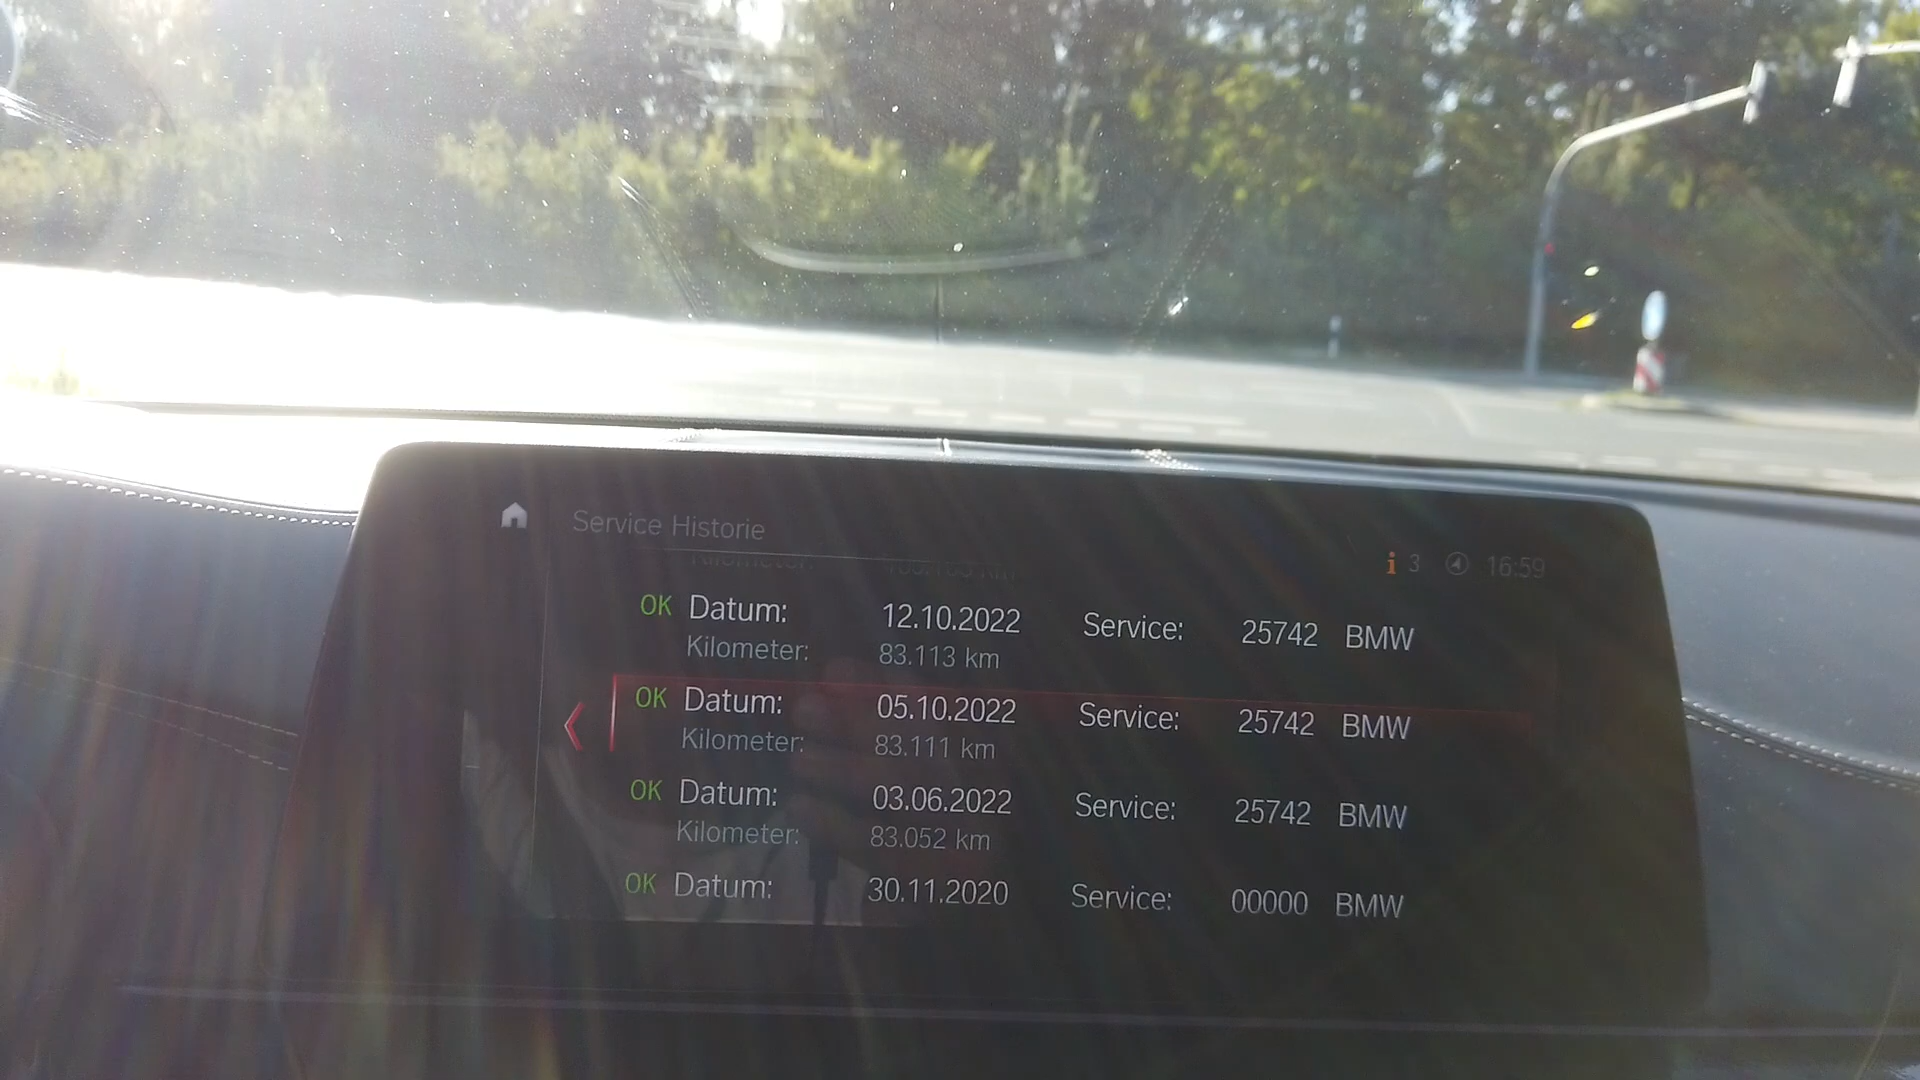 Service Historie
3 16:59
Kilometer:
OK Datum: 12.10.2022 Service: 25742 BMW
Kilometer: 83.113 km
OK Datum: 05.10.2022 Service: 25742 BMW
Kilometer: 83.111 km
OK Datum: 03.06.2022 Service: 25742 BMW
Kilometer: 83.052 km
OK Datum: 30.11.2020 Service: 00000 BMW